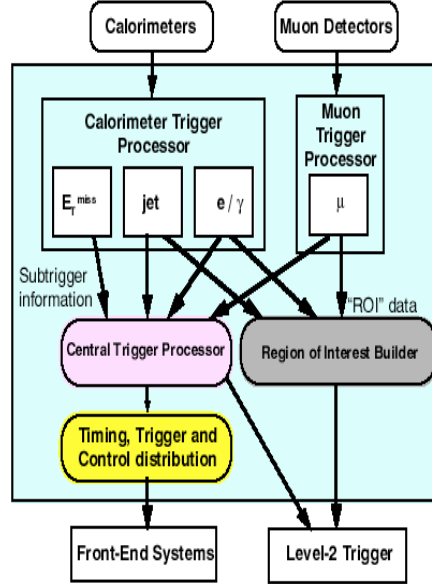 Calorimeters
Muon Detectors
Calorimeter Trigger
Processor
Muon
Trigger
Processor
E_T^miss
jet
e / γ
μ
Subtrigger
information
"ROI" data
Central Trigger Processor
Region of Interest Builder
Timing, Trigger and
Control distribution
Front-End Systems
Level-2 Trigger